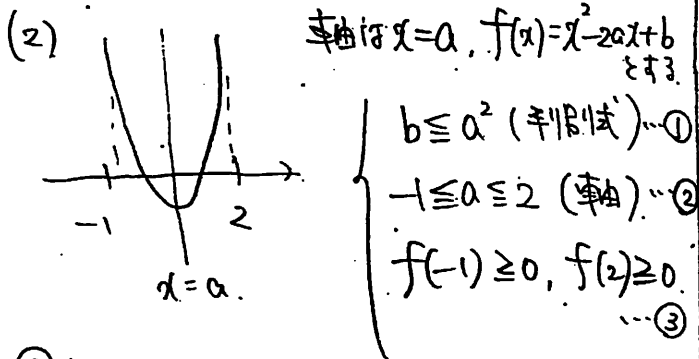 (2)
軸は x=a, f(x)=x²-2ax+b
とする
b≦a² (判別式)…①
-1≦a≦2 (軸)…②
f(-1)≧0, f(2)≧0.
…③
-1
2
x=a.